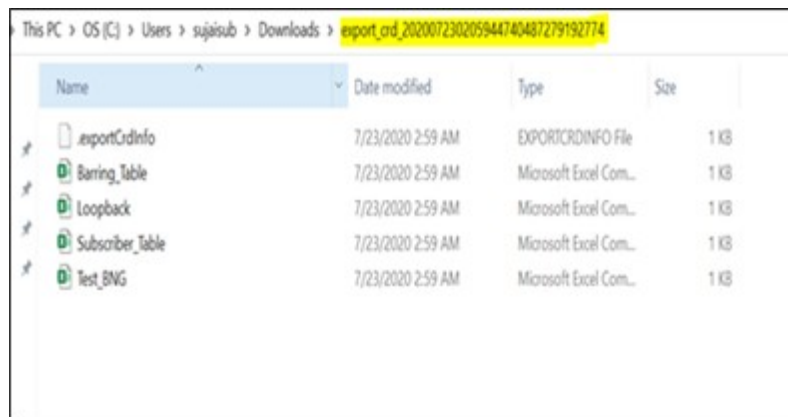 This PC > OS (C:) > Users > sujaisub > Downloads > export_crd_202007230205944740487279192774
Name Date modified Type Size
.exportCrdInfo 7/23/2020 2:59 AM EXPORTCRDINFO File 1 KB
Barring_Table 7/23/2020 2:59 AM Microsoft Excel Com... 1 KB
Loopback 7/23/2020 2:59 AM Microsoft Excel Com... 1 KB
Subscriber_Table 7/23/2020 2:59 AM Microsoft Excel Com... 1 KB
Test_BNG 7/23/2020 2:59 AM Microsoft Excel Com... 1 KB